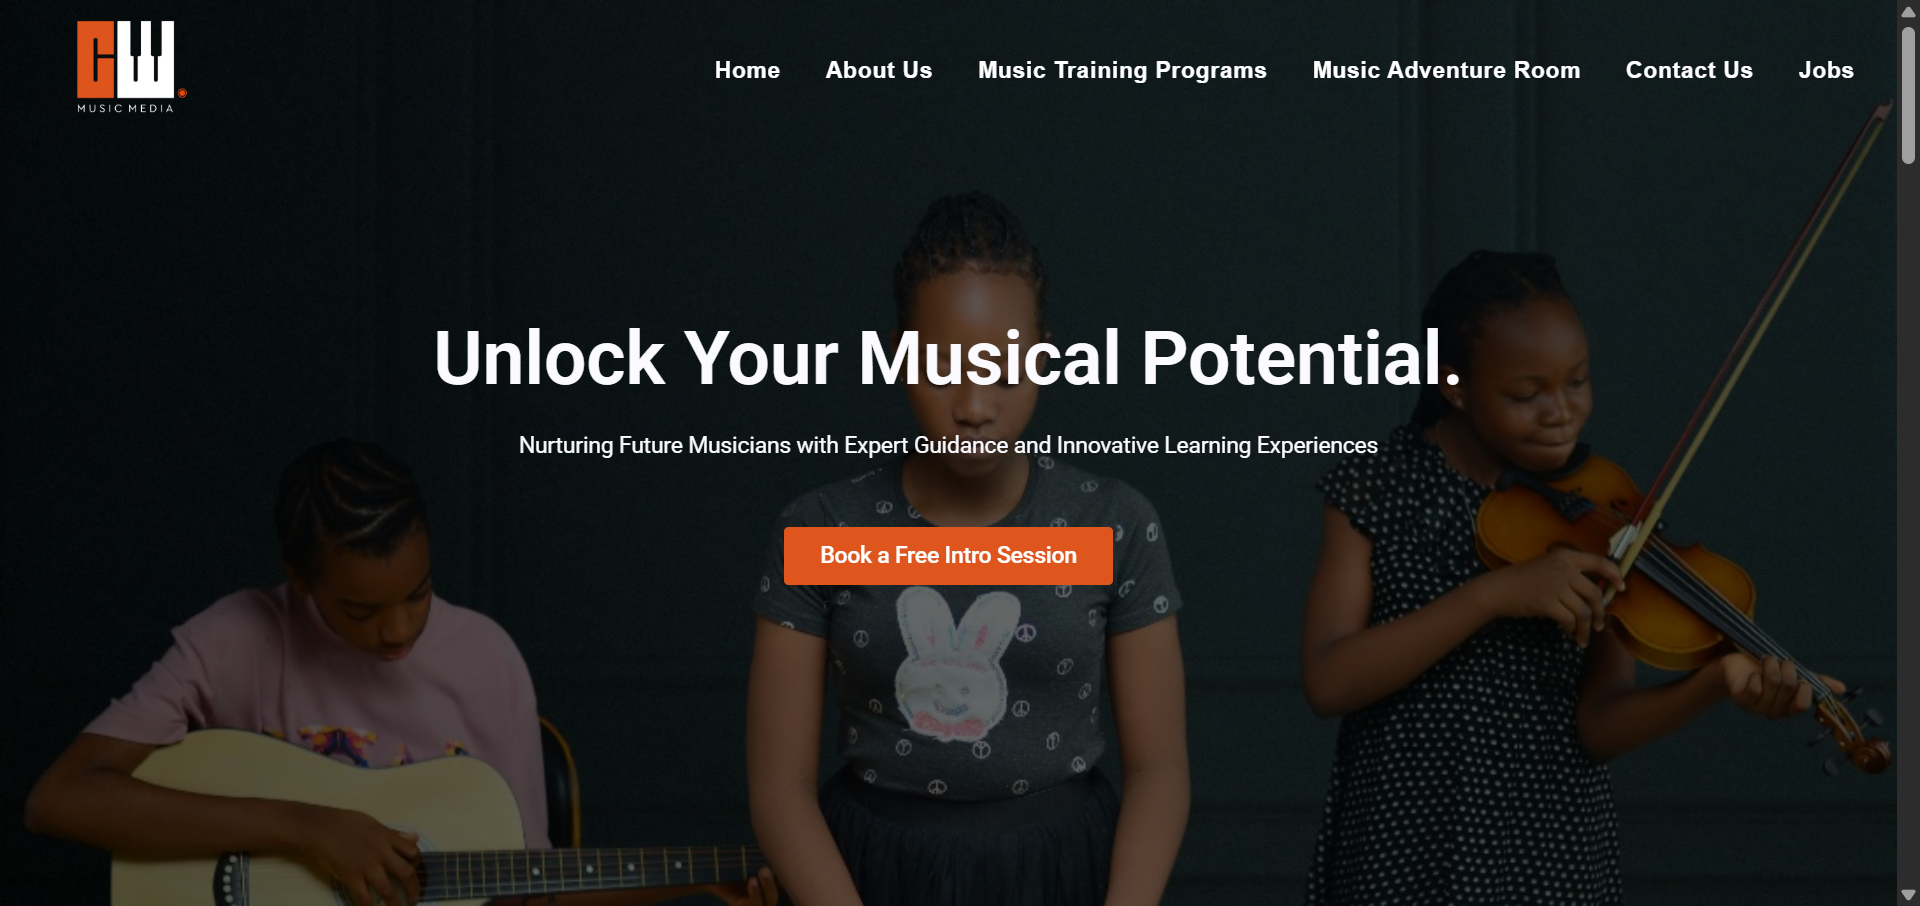 GW
MUSIC MEDIA
Home About Us Music Training Programs Music Adventure Room Contact Us Jobs
Unlock Your Musical Potential.
Nurturing Future Musicians with Expert Guidance and Innovative Learning Experiences
Book a Free Intro Session